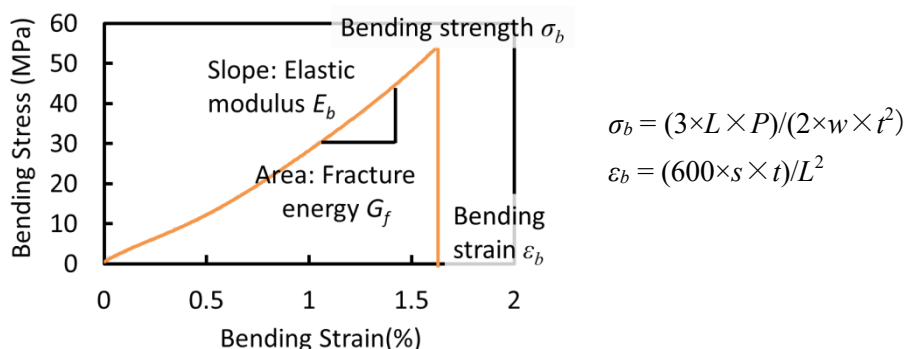 60
50
40
30
20
10
0
0
0.5
1
1.5
2
Bending Stress (MPa)
Bending Strain(%)
Bending strength σb
Slope: Elastic
modulus Eb
Area: Fracture
energy Gf
Bending
strain εb
σb = (3×L×P)/(2×w×t²)
εb = (600×s×t)/L²